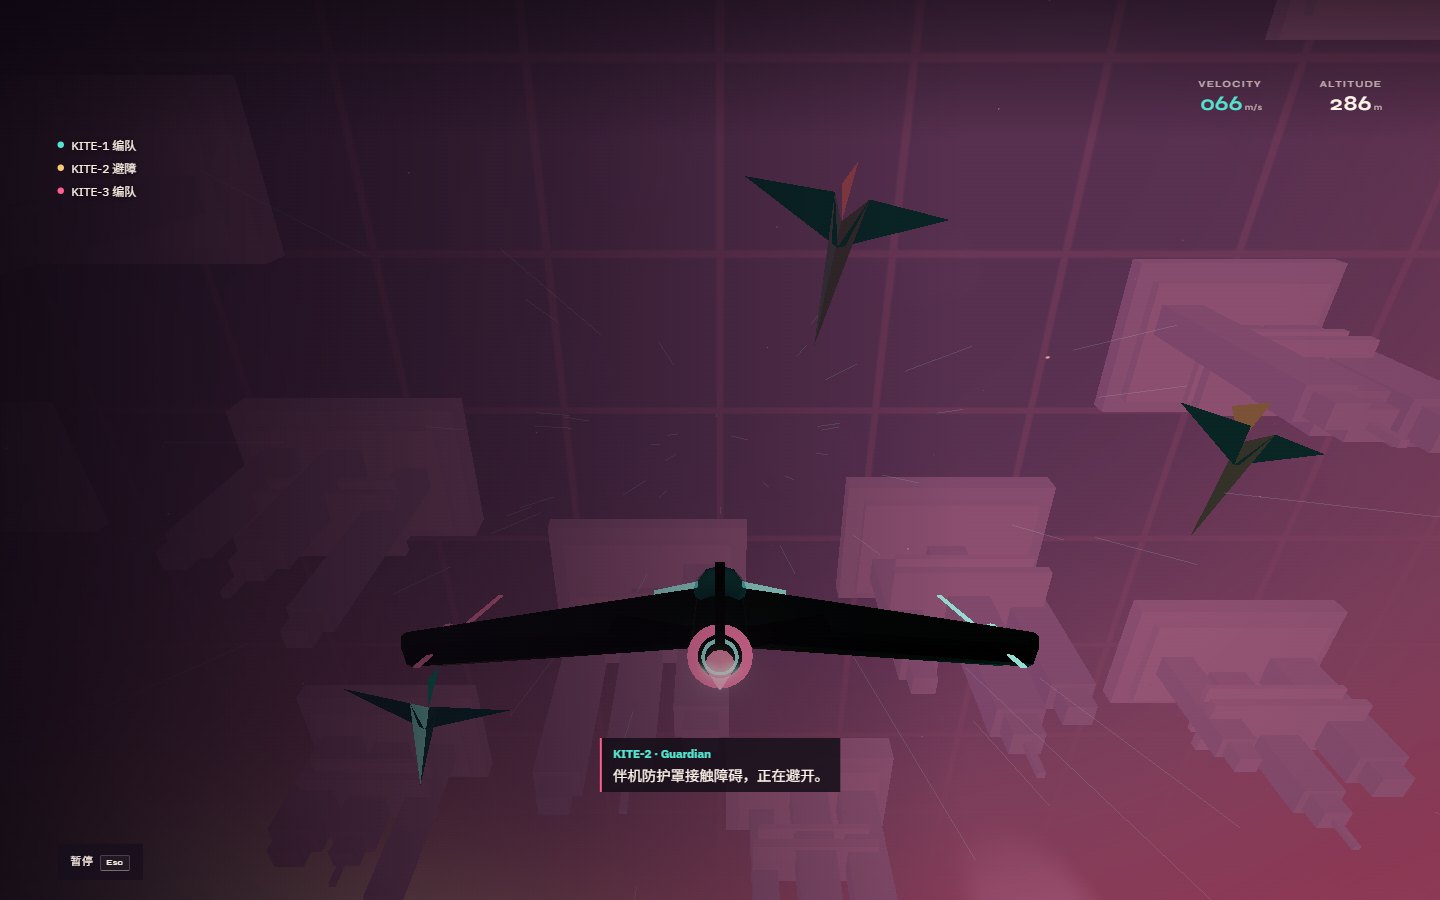 VELOCITY
066 m/s
ALTITUDE
286 m
KITE-1 编队
KITE-2 避障
KITE-3 编队
KITE-2 · Guardian
伴机防护罩接触障碍，正在避开。
暂停 Esc